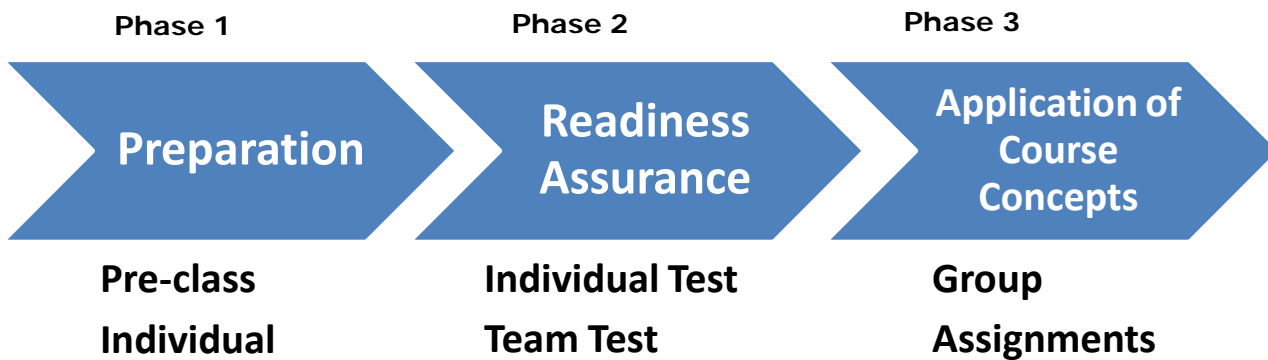 Phase 1
Phase 2
Phase 3
Preparation
Readiness
Assurance
Application of
Course
Concepts
Pre-class
Individual
Individual Test
Team Test
Group
Assignments